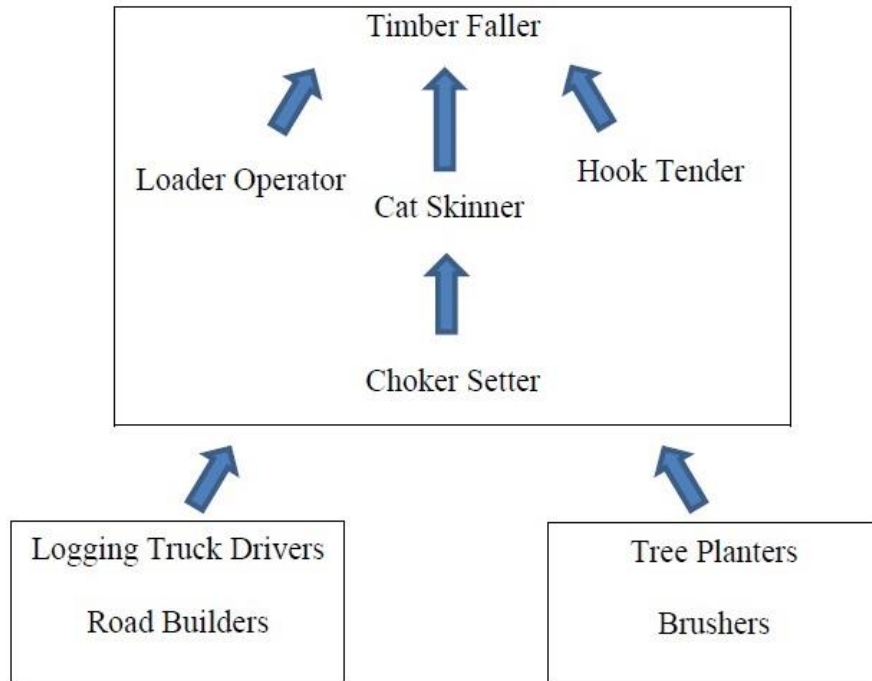 Timber Faller
Loader Operator
Cat Skinner
Hook Tender
Choker Setter
Logging Truck Drivers
Road Builders
Tree Planters
Brushers